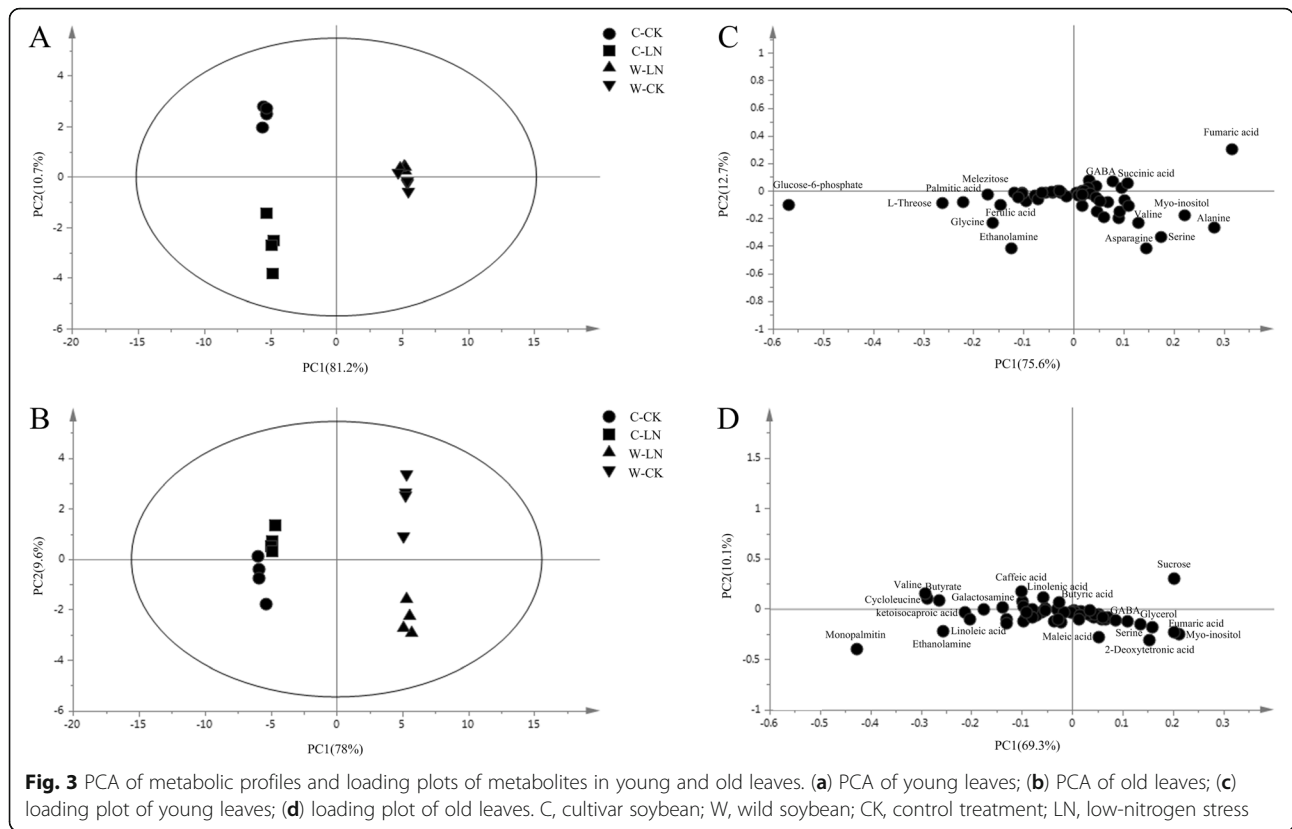 A
C-CK
C-LN
W-LN
W-CK
4
2
0
-2
-4
-6
PC2(10.7%)
-20
-15
-10
-5
0
5
10
15
PC1(81.2%)
C
1
0.8
0.6
0.4
0.2
0
-0.2
-0.4
-0.6
-0.8
-1
PC2(12.7%)
Fumaric acid
GABA
Succinic acid
Melezitose
Glucose-6-phosphate
Palmitic acid
L-Threose
Myo-inositol
Ferulic acid
Valine
Alanine
Glycine
Ethanolamine
Asparagine
Serine
-0.6
-0.5
-0.4
-0.3
-0.2
-0.1
0
0.1
0.2
0.3
PC1(75.6%)
B
C-CK
C-LN
W-LN
W-CK
4
2
0
-2
-4
-6
PC2(9.6%)
-20
-15
-10
-5
0
5
10
15
PC1(78%)
D
1.5
1
0.5
0
-0.5
-1
PC2(10.1%)
Sucrose
Caffeic acid
Valine
Butyrate
Linolenic acid
Cycloleucine
Galactosamine
Butyric acid
ketoisocaproic acid
GABA
Glycerol
Fumaric acid
Linoleic acid
Maleic acid
Serine
Myo-inositol
Monopalmitin
Ethanolamine
2-Deoxytetronic acid
-0.6
-0.5
-0.4
-0.3
-0.2
-0.1
0
0.1
0.2
0.3
PC1(69.3%)
Fig. 3 PCA of metabolic profiles and loading plots of metabolites in young and old leaves. (a) PCA of young leaves; (b) PCA of old leaves; (c)
loading plot of young leaves; (d) loading plot of old leaves. C, cultivar soybean; W, wild soybean; CK, control treatment; LN, low-nitrogen stress